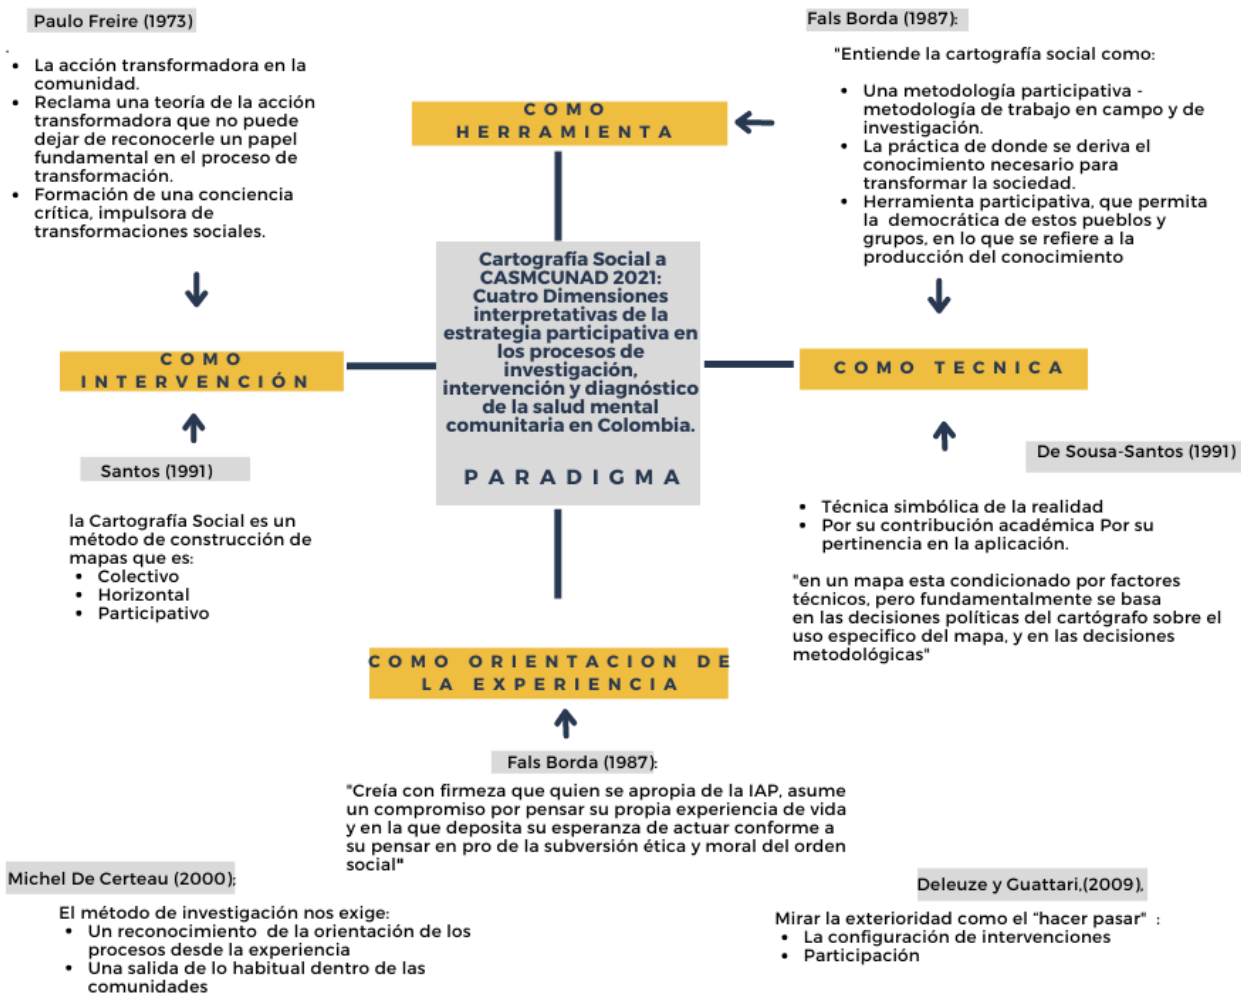 Paulo Freire (1973)
.
• La acción transformadora en la
comunidad.
• Reclama una teoría de la acción
transformadora que no puede
dejar de reconocerle un papel
fundamental en el proceso de
transformación.
• Formación de una conciencia
crítica, impulsora de
transformaciones sociales.
COMO
HERRAMIENTA
Fals Borda (1987):
"Entiende la cartografía social como:
• Una metodología participativa -
metodología de trabajo en campo y de
investigación.
• La práctica de donde se deriva el
conocimiento necesario para
transformar la sociedad.
• Herramienta participativa, que permita
la democrática de estos pueblos y
grupos, en lo que se refiere a la
producción del conocimiento
COMO
INTERVENCIÓN
Cartografía Social a
CASMCUNAD 2021:
Cuatro Dimensiones
interpretativas de la
estrategia participativa en
los procesos de
investigación,
intervención y diagnóstico
de la salud mental
comunitaria en Colombia.
PARADIGMA
COMO TECNICA
Santos (1991)
la Cartografía Social es un
método de construcción de
mapas que es:
• Colectivo
• Horizontal
• Participativo
De Sousa-Santos (1991)
• Técnica simbólica de la realidad
• Por su contribución académica Por su
pertinencia en la aplicación.
"en un mapa esta condicionado por factores
técnicos, pero fundamentalmente se basa
en las decisiones políticas del cartógrafo sobre el
uso especifico del mapa, y en las decisiones
metodológicas"
COMO ORIENTACION DE
LA EXPERIENCIA
Fals Borda (1987):
"Creía con firmeza que quien se apropia de la IAP, asume
un compromiso por pensar su propia experiencia de vida
y en la que deposita su esperanza de actuar conforme a
su pensar en pro de la subversión ética y moral del orden
social"
Michel De Certeau (2000);
El método de investigación nos exige:
• Un reconocimiento de la orientación de los
procesos desde la experiencia
• Una salida de lo habitual dentro de las
comunidades
Deleuze y Guattari,(2009),
Mirar la exterioridad como el "hacer pasar" :
• La configuración de intervenciones
• Participación